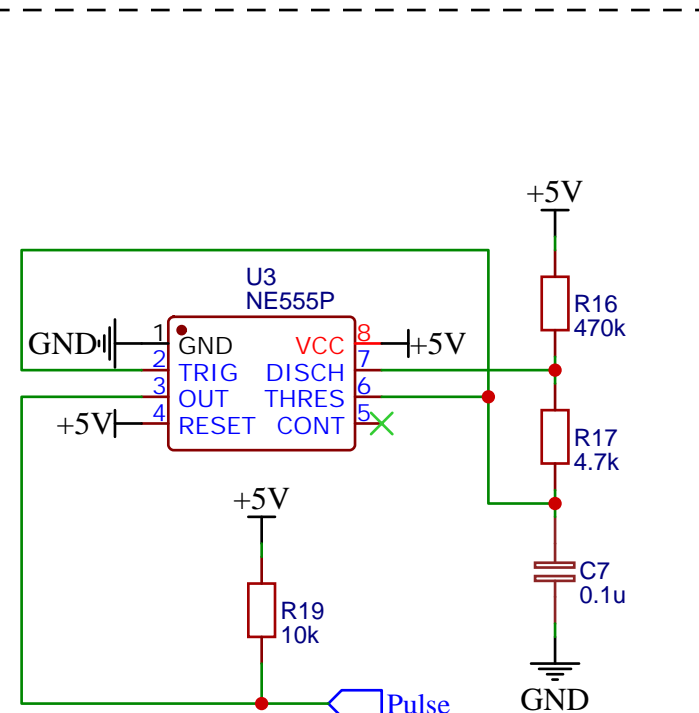 +5V
U3
NE555P
R16
470k
GND
1
GND
VCC
8
+5V
2
TRIG
DISCH
7
3
OUT
THRES
6
+5V
4
RESET
CONT
5
R17
4.7k
+5V
R19
10k
C7
0.1u
GND
Pulse